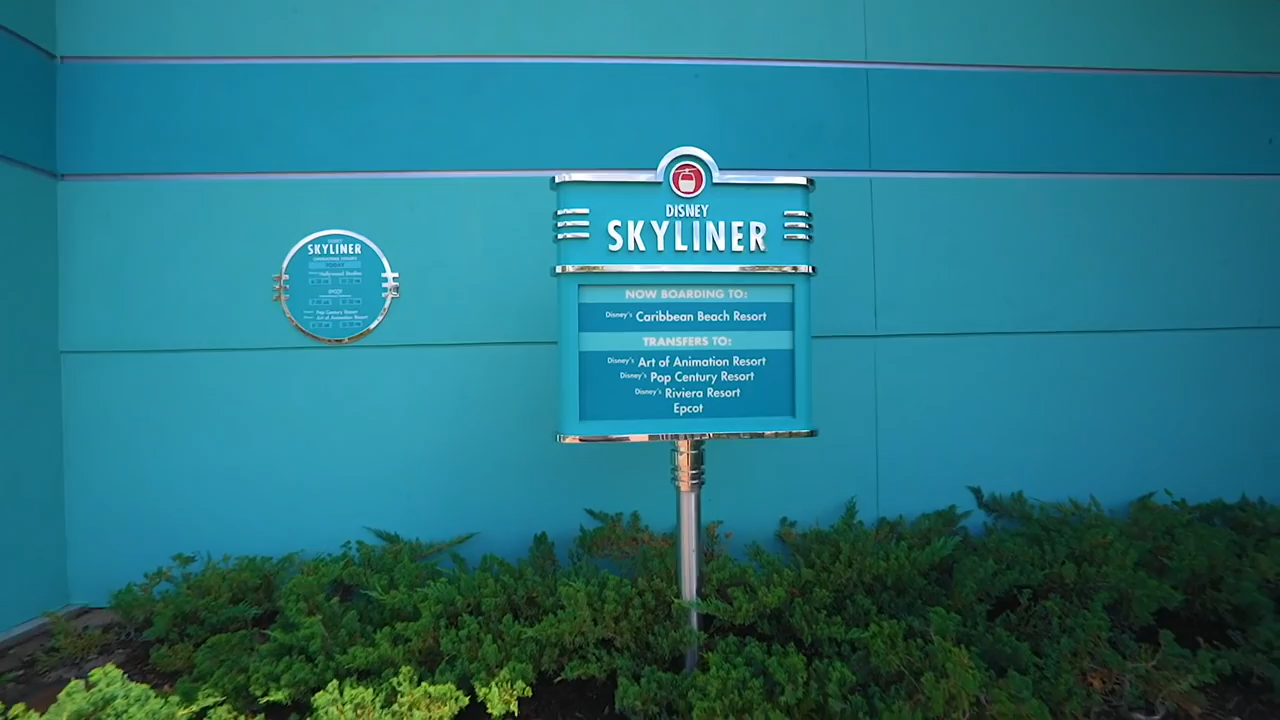 SKYLINER
TODAY
Hollywood Studios
EPCOT
Pop Century Resort
Art of Animation Resort
DISNEY
SKYLINER
NOW BOARDING TO:
Disney's Caribbean Beach Resort
TRANSFERS TO:
Disney's Art of Animation Resort
Disney's Pop Century Resort
Disney's Riviera Resort
Epcot